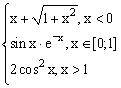 x + √(1 + x²), x < 0
sin x · e⁻ˣ, x ∈ [0;1]
2cos² x, x > 1